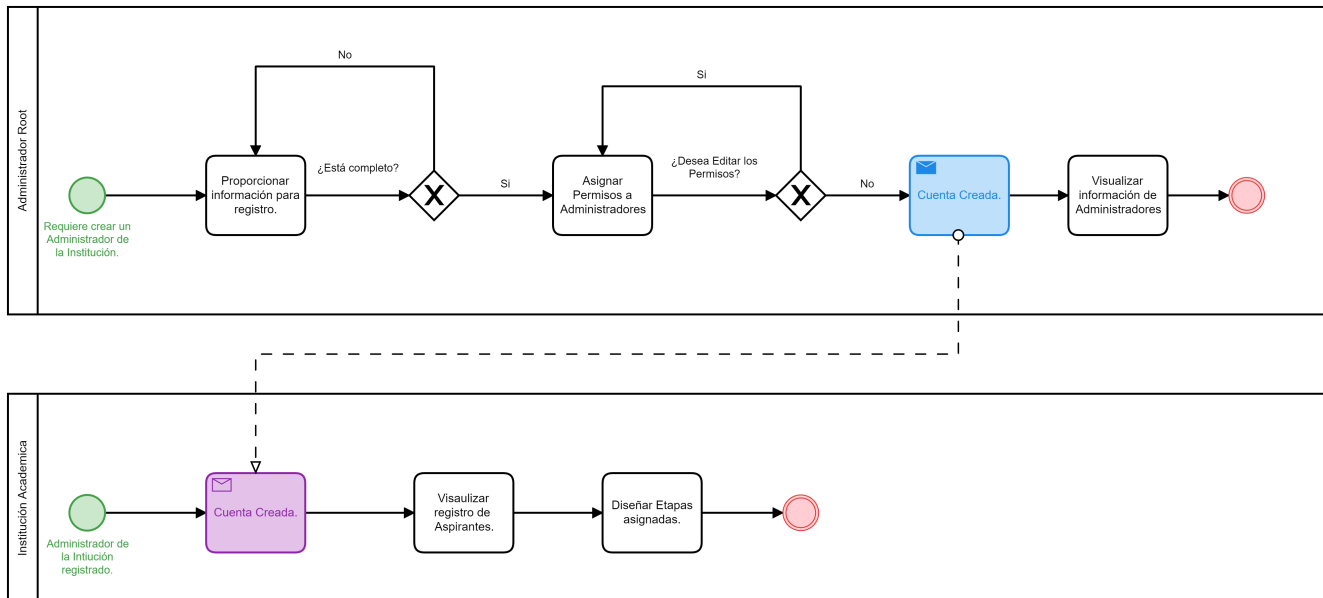 Administrador Root
No
Si
¿Está completo?
¿Desea Editar los
Permisos?
Proporcionar
información para
registro.
Si
Asignar
Permisos a
Administradores
No
Cuenta Creada.
Visualizar
información de
Administradores
Requiere crear un
Administrador de
la Institución.
Institución Academica
Cuenta Creada.
Visaulizar
registro de
Aspirantes.
Diseñar Etapas
asignadas.
Administrador de
la Intiución
registrado.